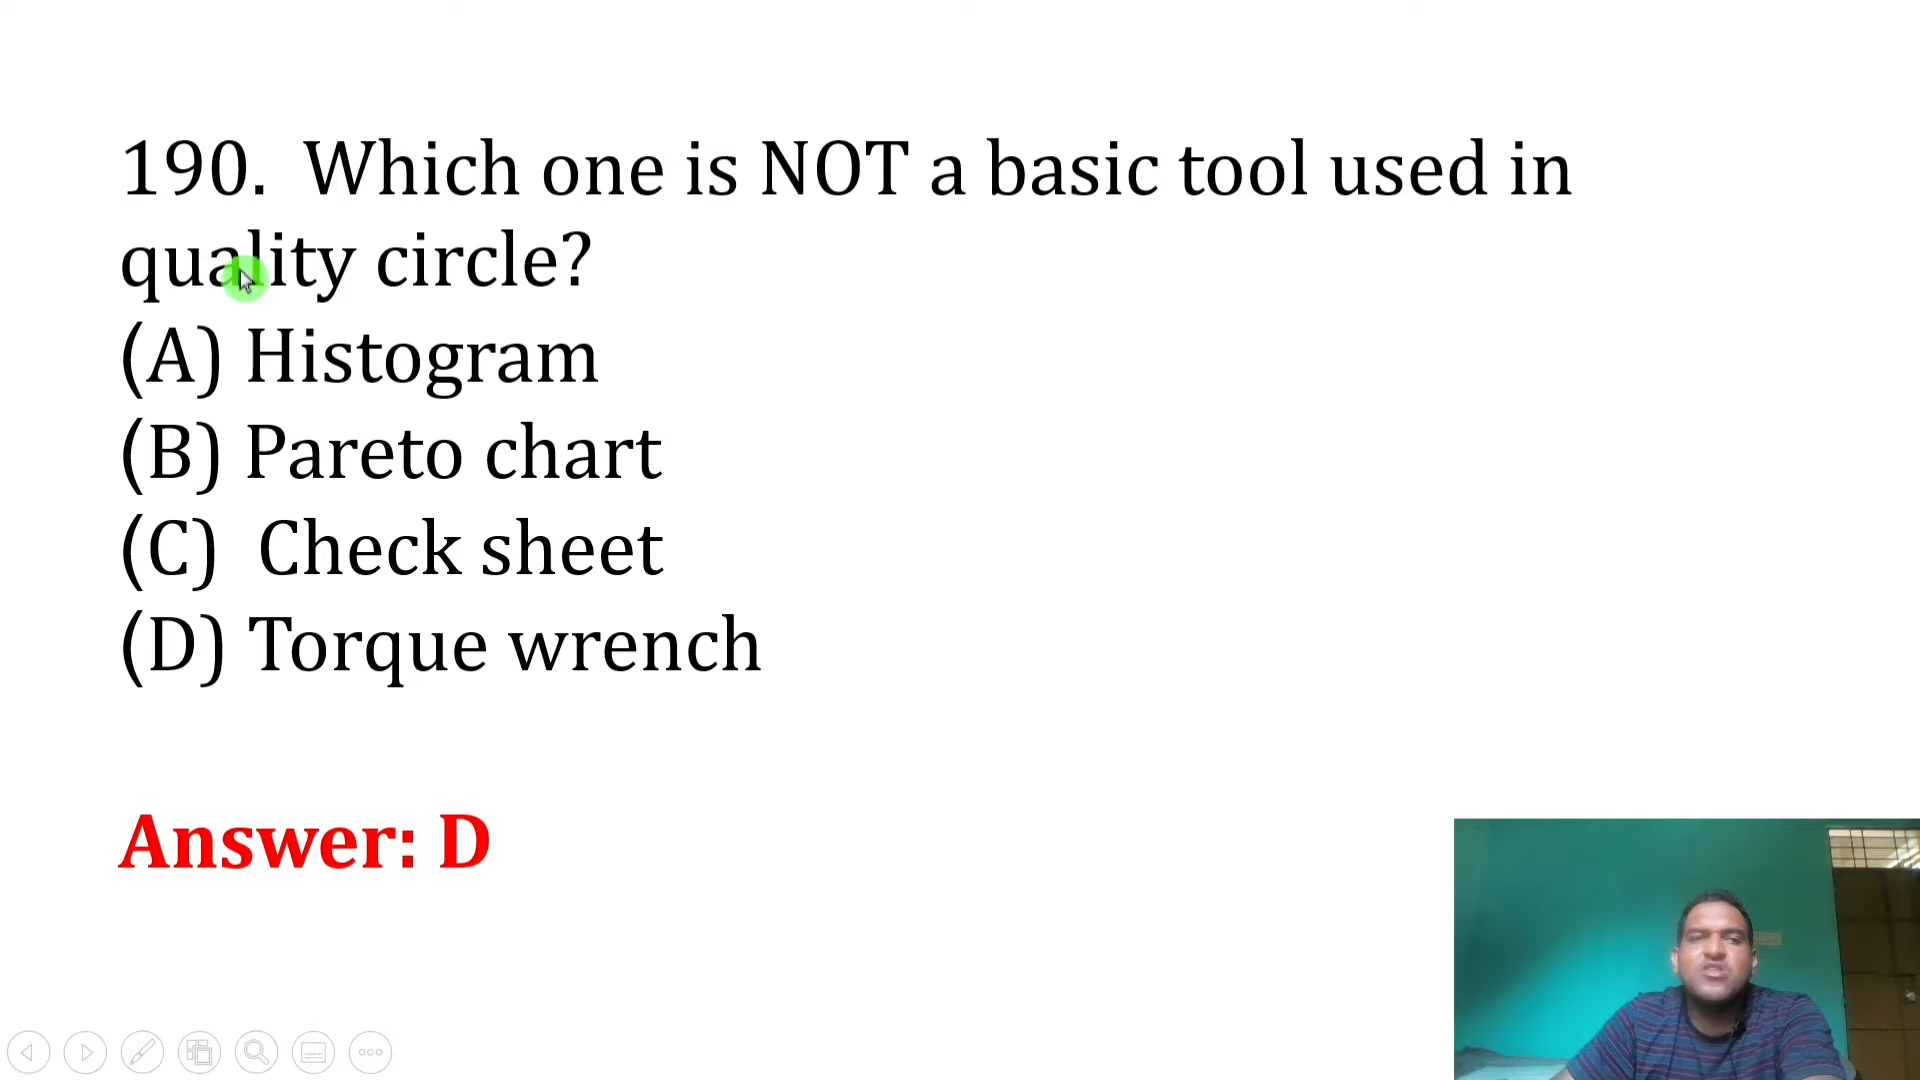 190. Which one is NOT a basic tool used in
quality circle?
(A) Histogram
(B) Pareto chart
(C) Check sheet
(D) Torque wrench
Answer: D